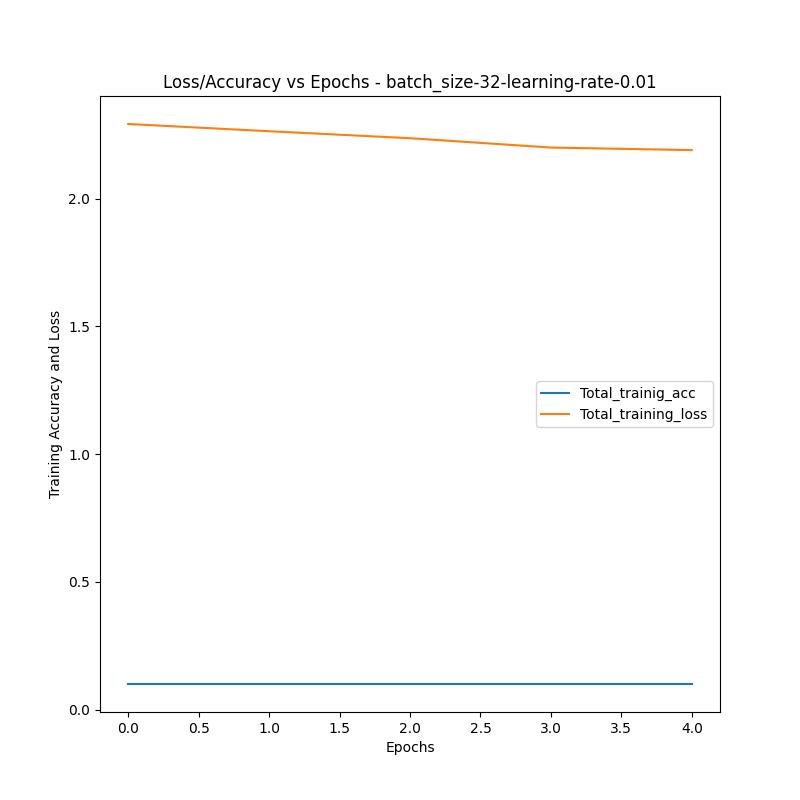 Loss/Accuracy vs Epochs - batch_size-32-learning-rate-0.01
Training Accuracy and Loss
2.0
1.5
1.0
0.5
0.0
Total_trainig_acc
Total_training_loss
0.0 0.5 1.0 1.5 2.0 2.5 3.0 3.5 4.0
Epochs